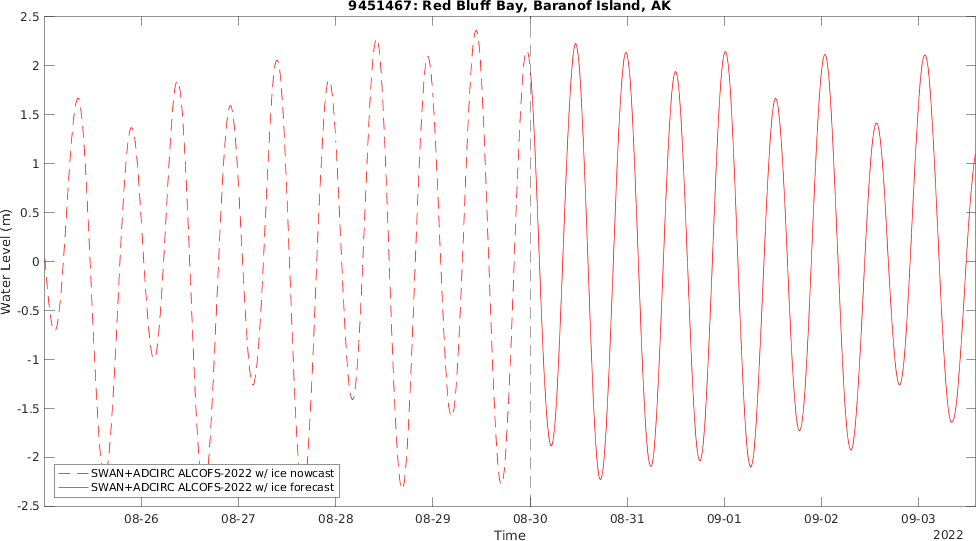 9451467: Red Bluff Bay, Baranof Island, AK
Water Level (m)
2.5
2
1.5
1
0.5
0
-0.5
-1
-1.5
-2
-2.5
SWAN+ADCIRC ALCOFS-2022 w/ ice nowcast
SWAN+ADCIRC ALCOFS-2022 w/ ice forecast
08-26 08-27 08-28 08-29 08-30 08-31 09-01 09-02 09-03
Time
2022